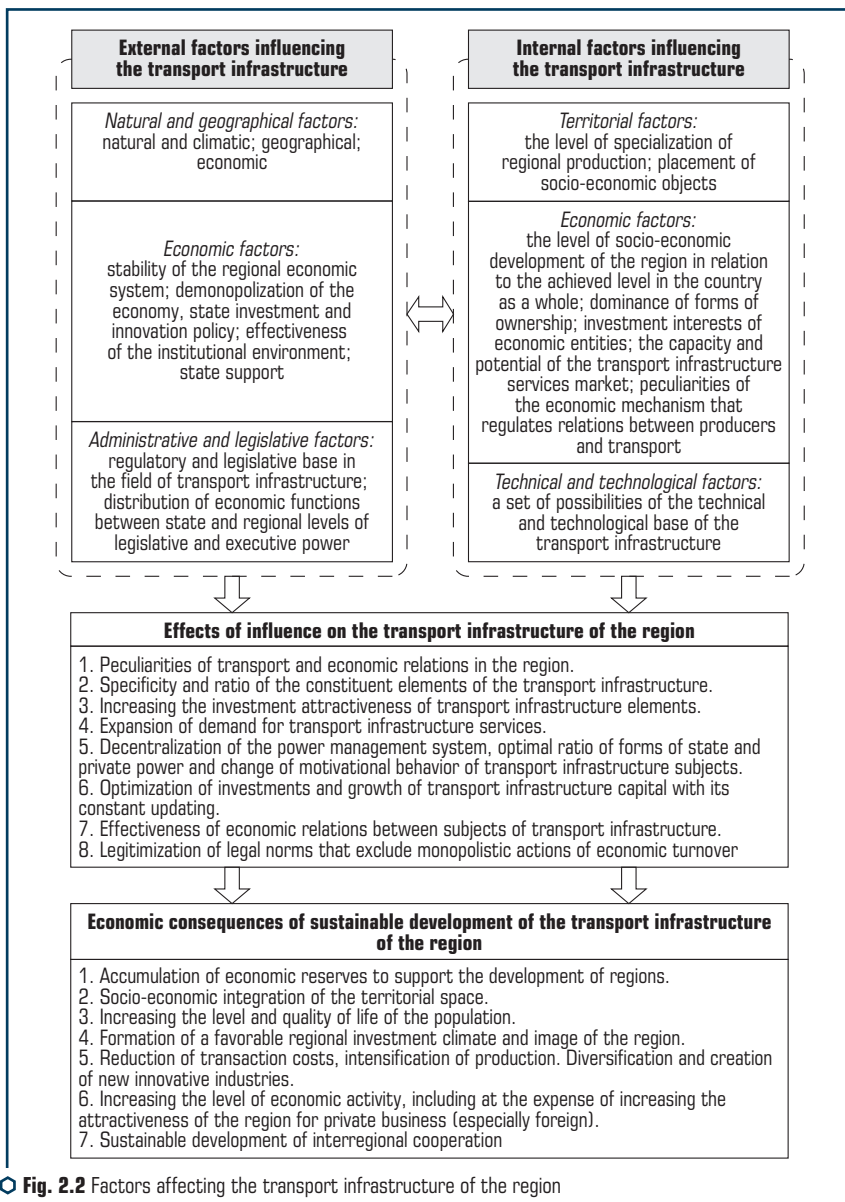 External factors influencing
the transport infrastructure
Natural and geographical factors:
natural and climatic; geographical;
economic
Economic factors:
stability of the regional economic
system; demonopolization of the
economy, state investment and
innovation policy; effectiveness
of the institutional environment;
state support
Administrative and legislative factors:
regulatory and legislative base in
the field of transport infrastructure;
distribution of economic functions
between state and regional levels of
legislative and executive power
Internal factors influencing
the transport infrastructure
Territorial factors:
the level of specialization of
regional production; placement of
socio-economic objects
Economic factors:
the level of socio-economic
development of the region in relation
to the achieved level in the country
as a whole; dominance of forms of
ownership; investment interests of
economic entities; the capacity and
potential of the transport infrastructure
services market; peculiarities of
the economic mechanism that
regulates relations between producers
and transport
Technical and technological factors:
a set of possibilities of the technical
and technological base of the
transport infrastructure
Effects of influence on the transport infrastructure of the region
1. Peculiarities of transport and economic relations in the region.
2. Specificity and ratio of the constituent elements of the transport infrastructure.
3. Increasing the investment attractiveness of transport infrastructure elements.
4. Expansion of demand for transport infrastructure services.
5. Decentralization of the power management system, optimal ratio of forms of state and
private power and change of motivational behavior of transport infrastructure subjects.
6. Optimization of investments and growth of transport infrastructure capital with its
constant updating.
7. Effectiveness of economic relations between subjects of transport infrastructure.
8. Legitimization of legal norms that exclude monopolistic actions of economic turnover
Economic consequences of sustainable development of the transport infrastructure
of the region
1. Accumulation of economic reserves to support the development of regions.
2. Socio-economic integration of the territorial space.
3. Increasing the level and quality of life of the population.
4. Formation of a favorable regional investment climate and image of the region.
5. Reduction of transaction costs, intensification of production. Diversification and creation
of new innovative industries.
6. Increasing the level of economic activity, including at the expense of increasing the
attractiveness of the region for private business (especially foreign).
7. Sustainable development of interregional cooperation
Fig. 2.2 Factors affecting the transport infrastructure of the region